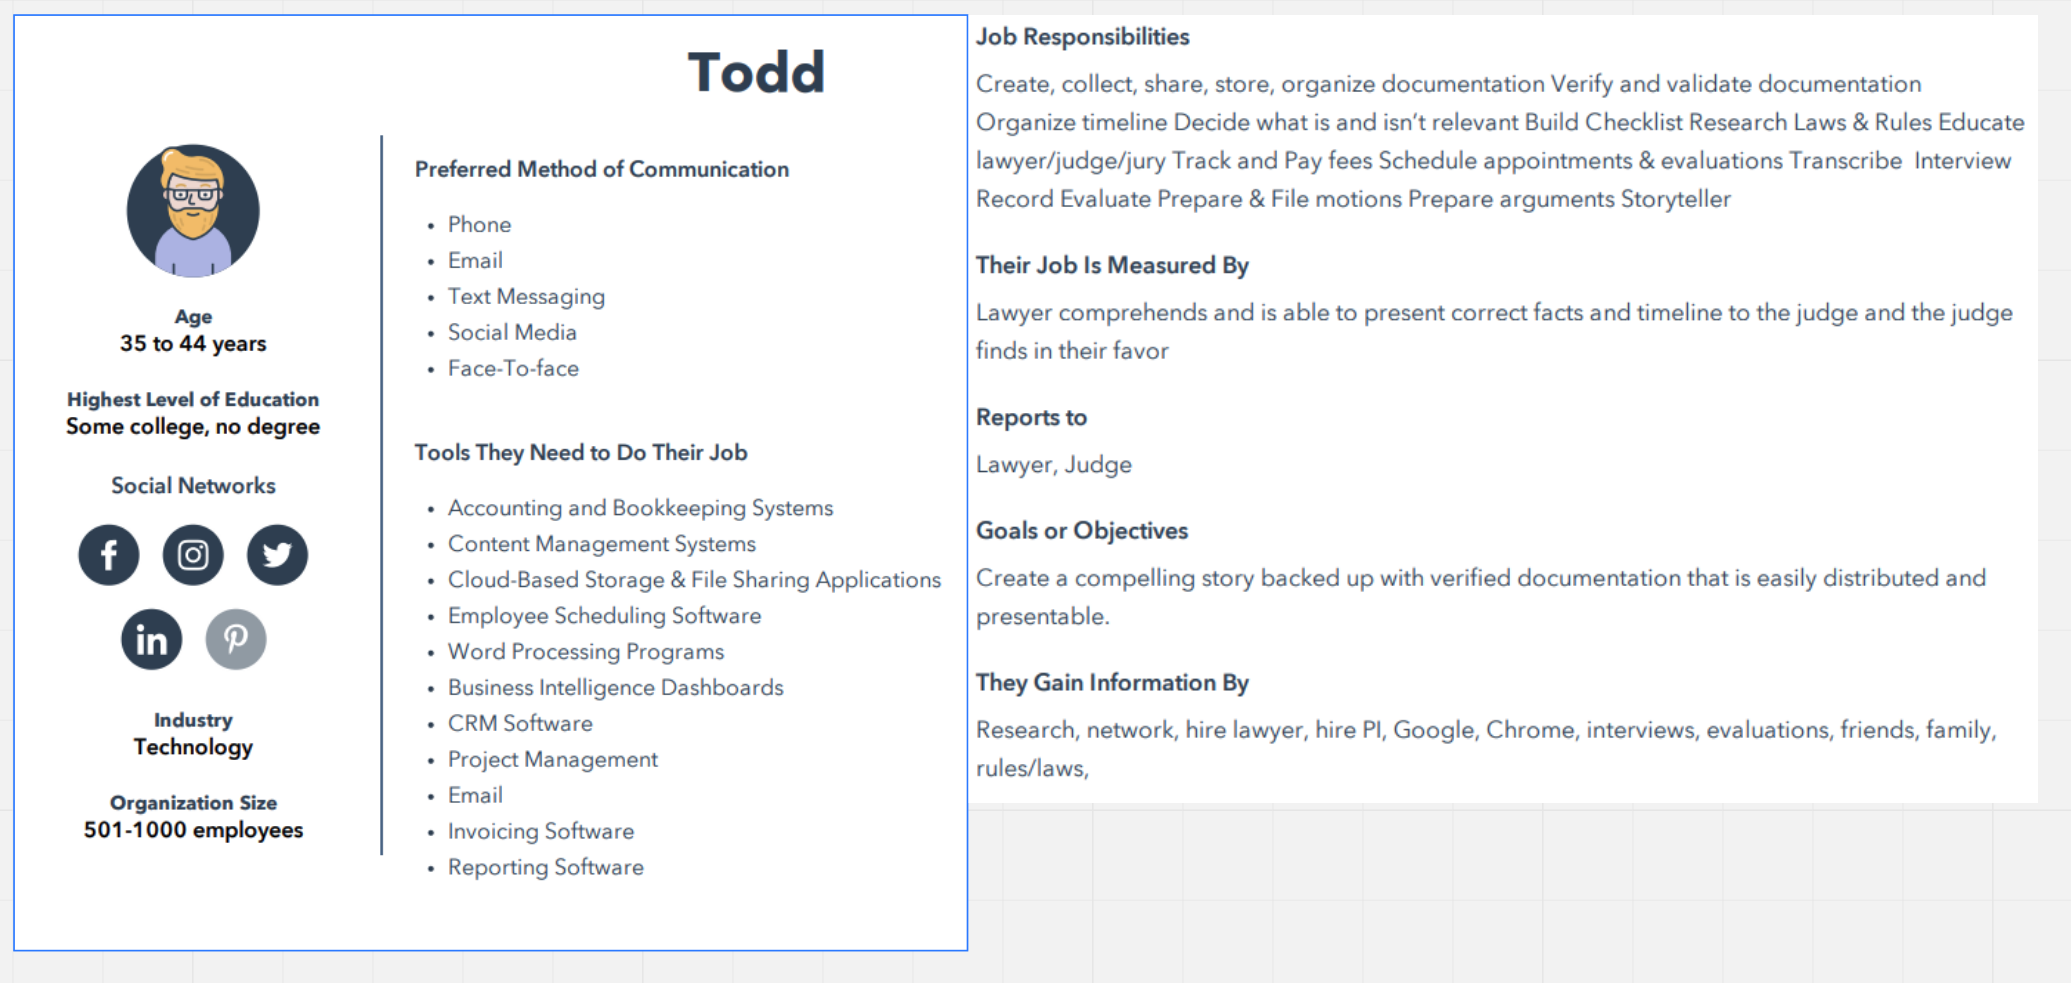 Todd
Age
35 to 44 years
Highest Level of Education
Some college, no degree
Social Networks
Industry
Technology
Organization Size
501-1000 employees
Preferred Method of Communication
• Phone
• Email
• Text Messaging
• Social Media
• Face-To-face
Tools They Need to Do Their Job
• Accounting and Bookkeeping Systems
• Content Management Systems
• Cloud-Based Storage & File Sharing Applications
• Employee Scheduling Software
• Word Processing Programs
• Business Intelligence Dashboards
• CRM Software
• Project Management
• Email
• Invoicing Software
• Reporting Software
Job Responsibilities
Create, collect, share, store, organize documentation Verify and validate documentation
Organize timeline Decide what is and isn’t relevant Build Checklist Research Laws & Rules Educate
lawyer/judge/jury Track and Pay fees Schedule appointments & evaluations Transcribe  Interview
Record Evaluate Prepare & File motions Prepare arguments Storyteller
Their Job Is Measured By
Lawyer comprehends and is able to present correct facts and timeline to the judge and the judge
finds in their favor
Reports to
Lawyer, Judge
Goals or Objectives
Create a compelling story backed up with verified documentation that is easily distributed and
presentable.
They Gain Information By
Research, network, hire lawyer, hire PI, Google, Chrome, interviews, evaluations, friends, family,
rules/laws,